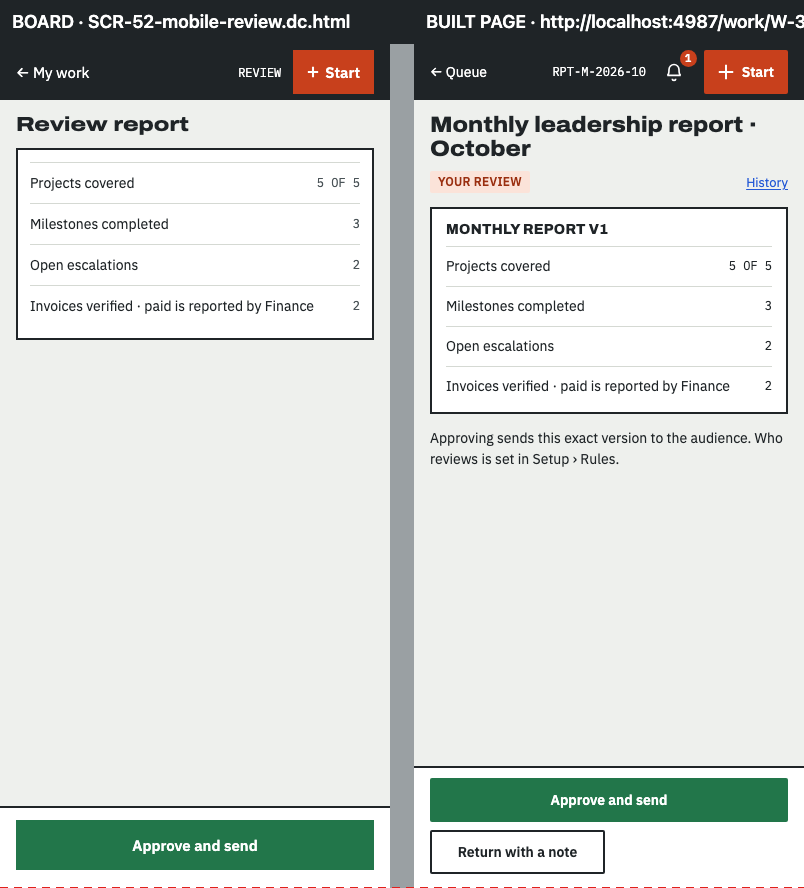 BOARD · SCR-52-mobile-review.dc.html
← My work
REVIEW
+ Start
Review report
Projects covered 5 OF 5
Milestones completed 3
Open escalations 2
Invoices verified · paid is reported by Finance 2
Approve and send
BUILT PAGE · http://localhost:4987/work/W-3
← Queue
RPT-M-2026-10
1
+ Start
Monthly leadership report ·
October
YOUR REVIEW
History
MONTHLY REPORT V1
Projects covered 5 OF 5
Milestones completed 3
Open escalations 2
Invoices verified · paid is reported by Finance 2
Approving sends this exact version to the audience. Who
reviews is set in Setup › Rules.
Approve and send
Return with a note